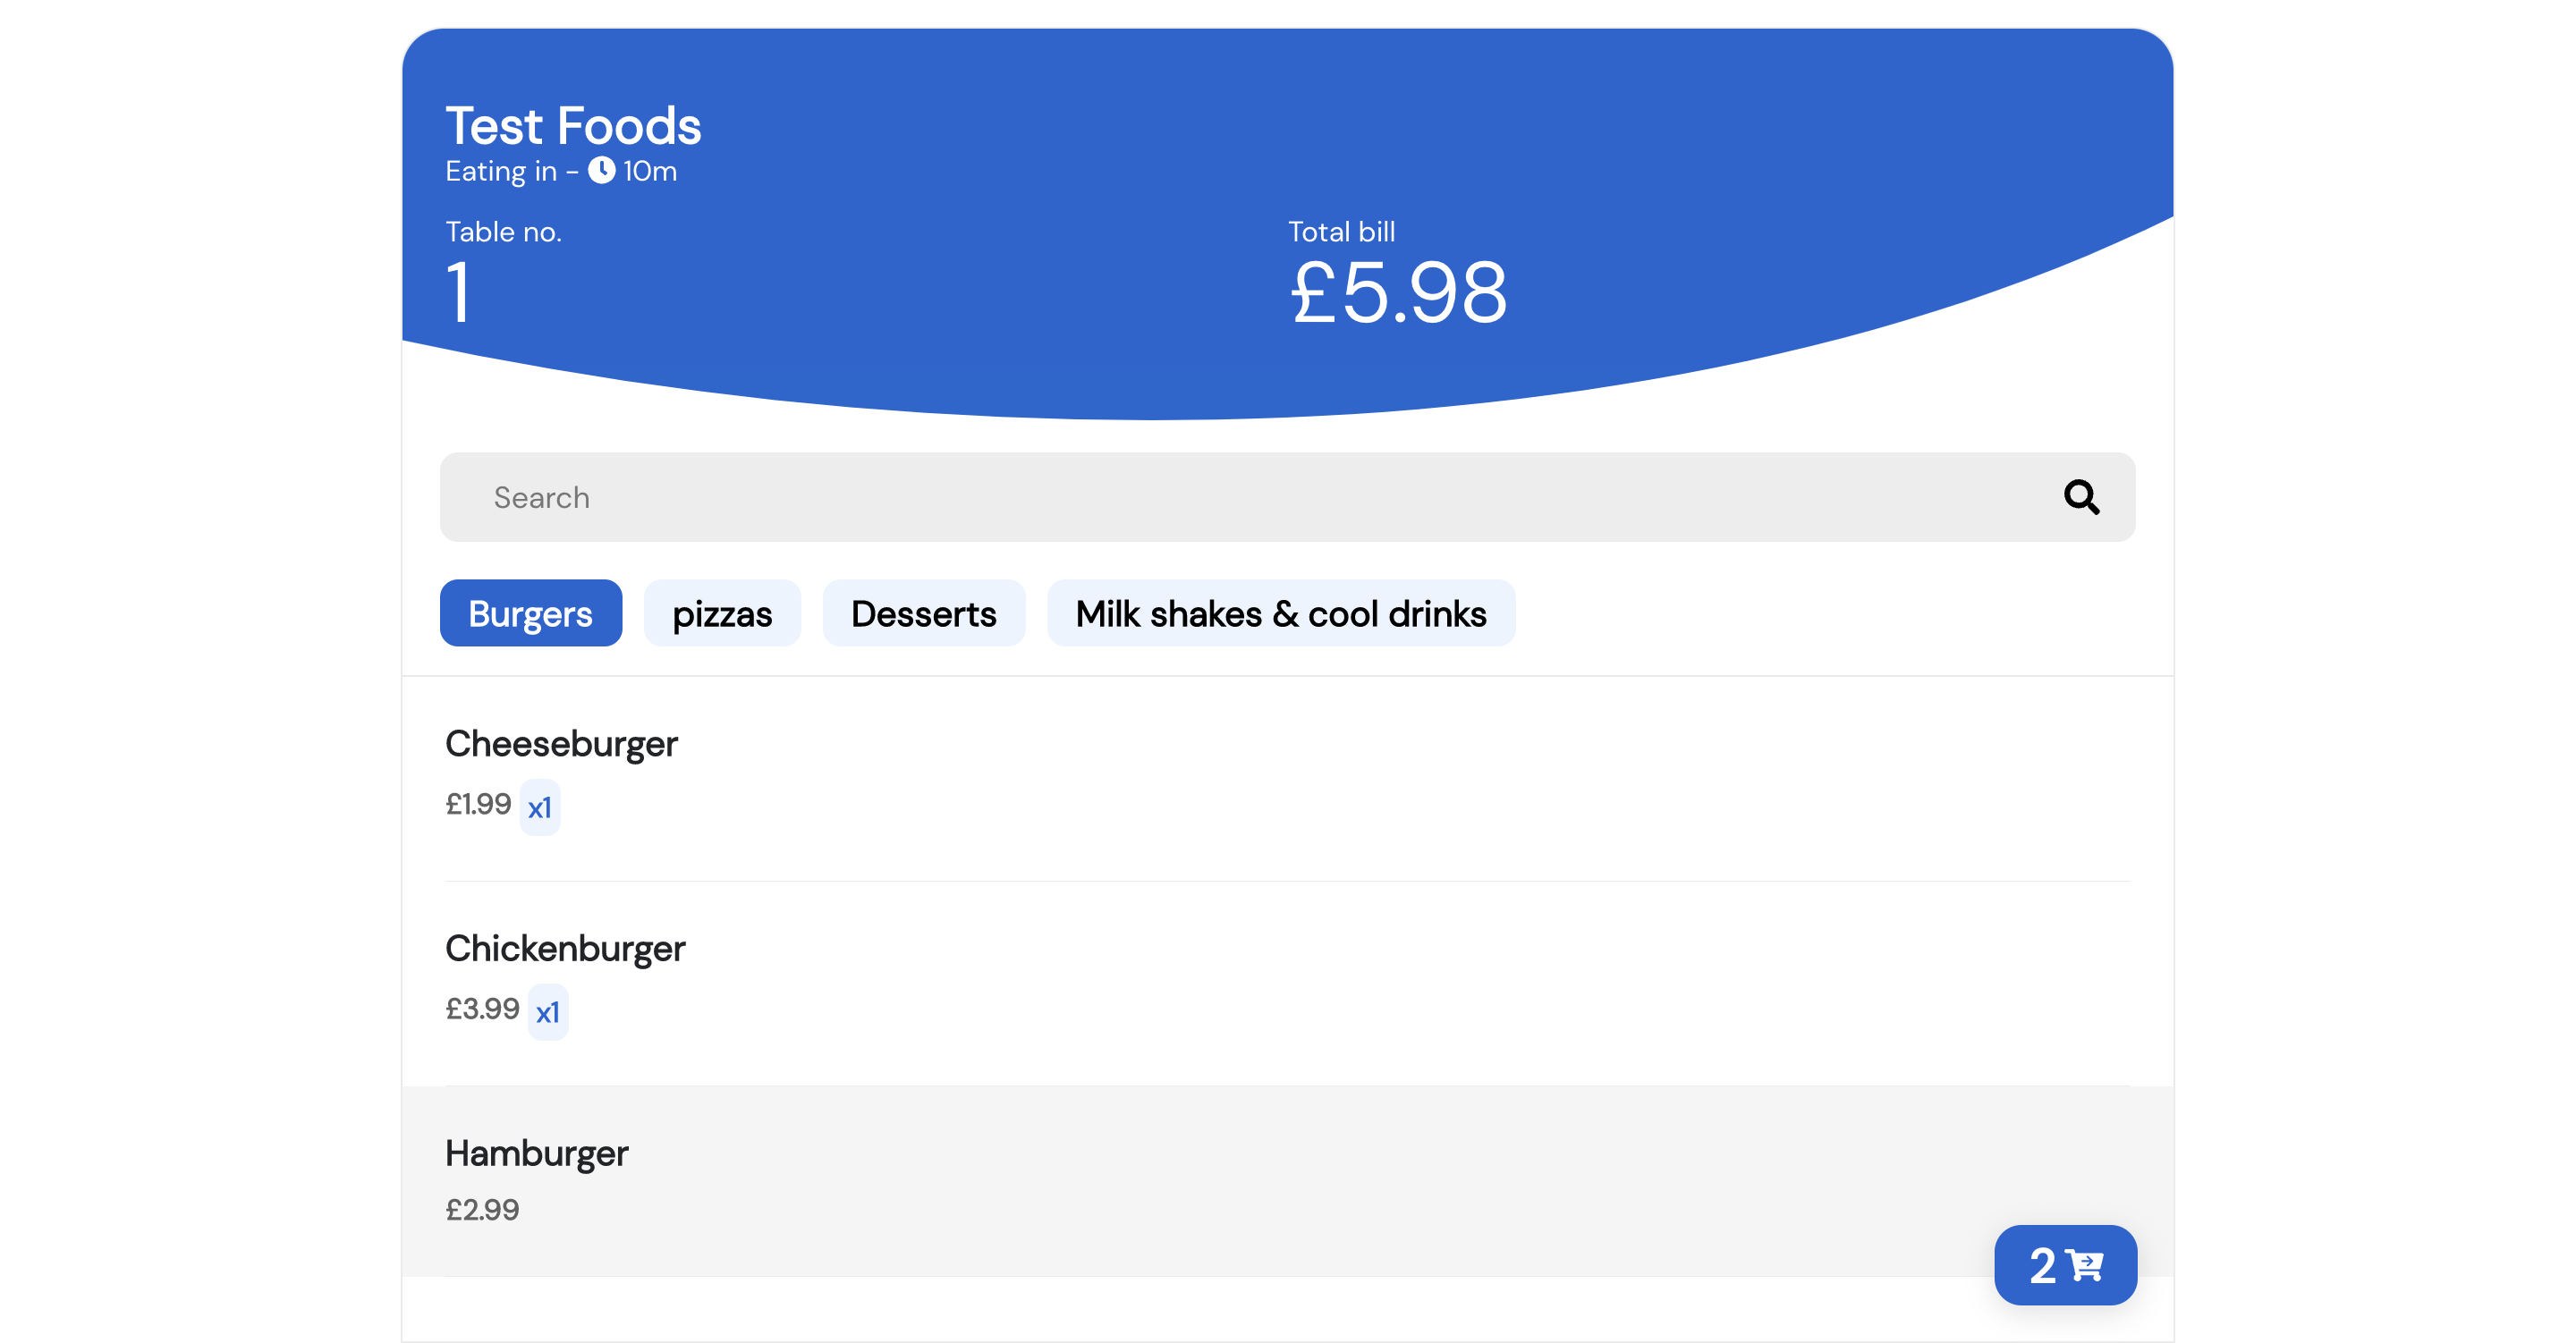 Test Foods
Eating in - 10m
Table no.
1
Total bill
£5.98
Search
Burgers
pizzas
Desserts
Milk shakes & cool drinks
Cheeseburger
£1.99 x1
Chickenburger
£3.99 x1
Hamburger
£2.99
2